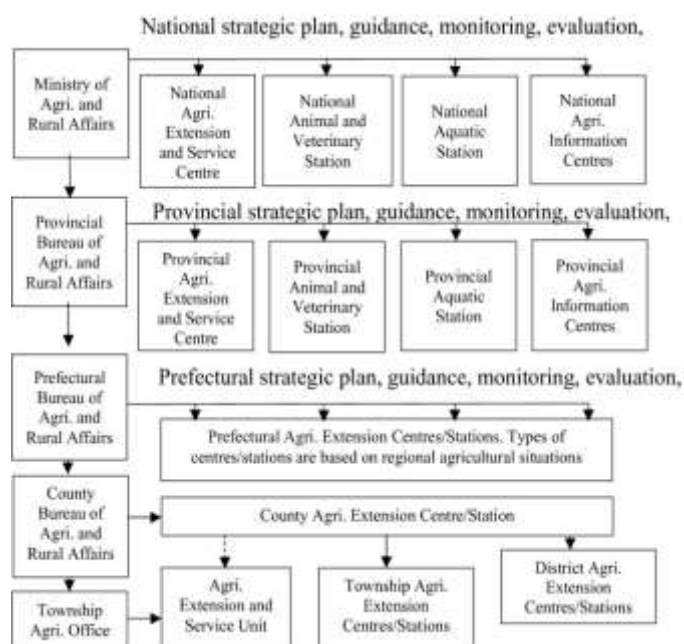 National strategic plan, guidance, monitoring, evaluation,
Ministry of
Agri. and
Rural Affairs
National
Agri.
Extension
and Service
Centre
National
Animal and
Veterinary
Station
National
Aquatic
Station
National
Agri.
Information
Centres
Provincial strategic plan, guidance, monitoring, evaluation,
Provincial
Bureau of
Agri. and
Rural Affairs
Provincial
Agri.
Extension
and Service
Centre
Provincial
Animal and
Veterinary
Station
Provincial
Aquatic
Station
Provincial
Agri.
Information
Centres
Prefectural strategic plan, guidance, monitoring, evaluation,
Prefectural
Bureau of
Agri. and
Rural Affairs
Prefectural Agri. Extension Centres/Stations. Types of
centres/stations are based on regional agricultural situations
County
Bureau of
Agri. and
Rural Affairs
County Agri. Extension Centre/Station
Township
Agri. Office
Agri.
Extension and
Service Unit
Township Agri.
Extension
Centres/Stations
District Agri.
Extension
Centres/Stations